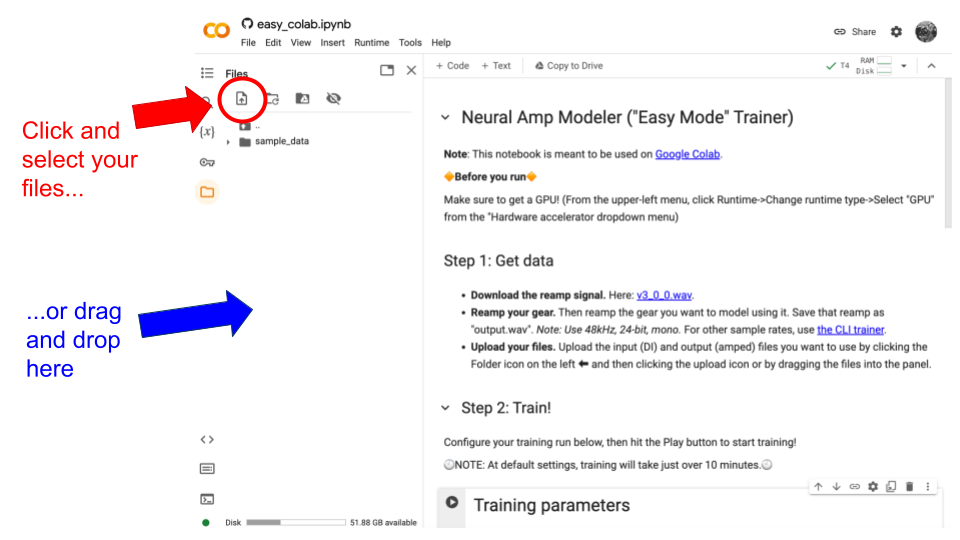 easy_colab.ipynb
File Edit View Insert Runtime Tools Help
Share
Files
+ Code + Text Copy to Drive
T4 RAM
Disk
Click and
select your
files...
{x}
..
sample_data
...or drag
and drop
here
Disk 51.88 GB available
Neural Amp Modeler ("Easy Mode" Trainer)
Note: This notebook is meant to be used on Google Colab.
🔶Before you run🔶
Make sure to get a GPU! (From the upper-left menu, click Runtime->Change runtime type->Select "GPU"
from the "Hardware accelerator dropdown menu)
Step 1: Get data
• Download the reamp signal. Here: v3_0_0.wav.
• Reamp your gear. Then reamp the gear you want to model using it. Save that reamp as
"output.wav". Note: Use 48kHz, 24-bit, mono. For other sample rates, use the CLI trainer.
• Upload your files. Upload the input (DI) and output (amped) files you want to use by clicking the
Folder icon on the left ⬅ and then clicking the upload icon or by dragging the files into the panel.
Step 2: Train!
Configure your training run below, then hit the Play button to start training!
NOTE: At default settings, training will take just over 10 minutes.
Training parameters